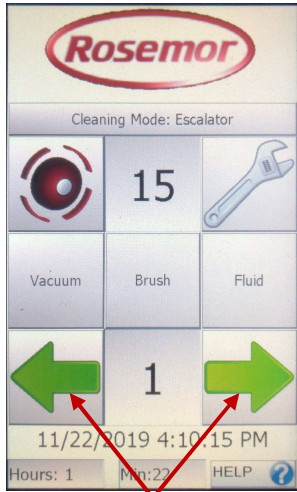 Rosemor
Cleaning Mode: Escalator
15
Vacuum Brush Fluid
1
11/22/2019 4:10:15 PM
Hours: 1 Min:22 HELP ?